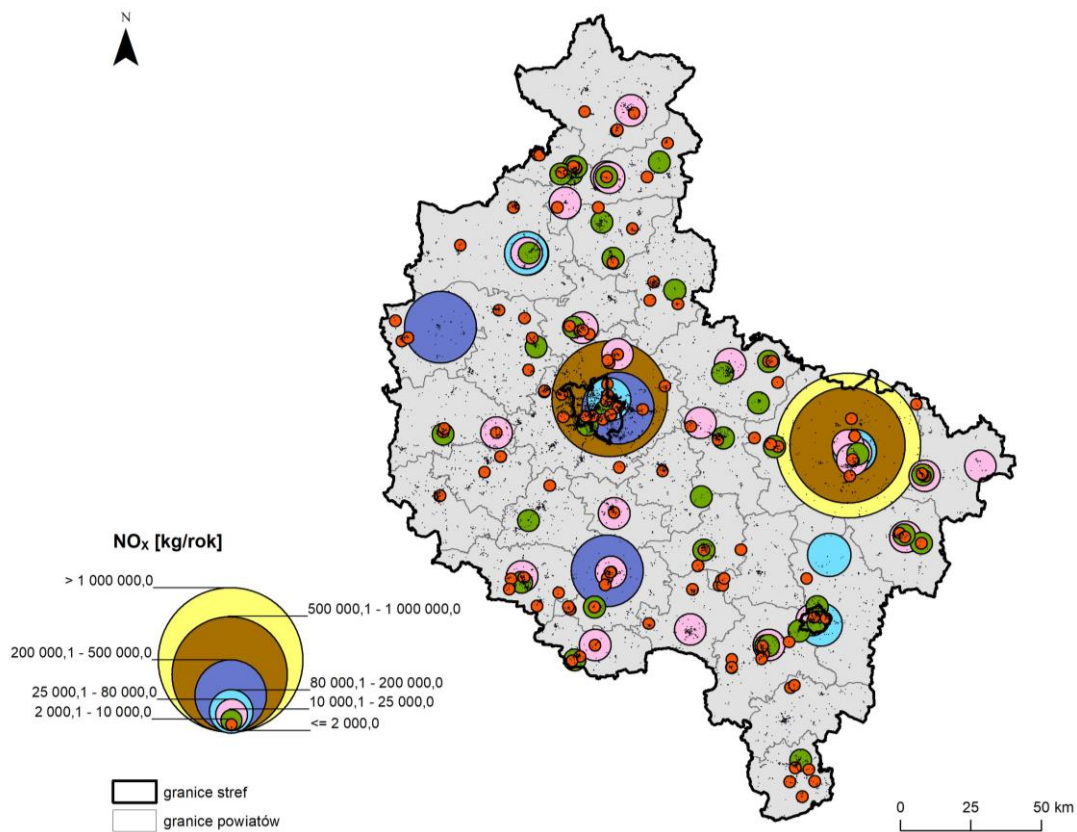 N
NOX [kg/rok]
> 1 000 000,0
500 000,1 - 1 000 000,0
200 000,1 - 500 000,0
80 000,1 - 200 000,0
25 000,1 - 80 000,0
10 000,1 - 25 000,0
2 000,1 - 10 000,0
<= 2 000,0
granice stref
granice powiatów
0 25 50 km